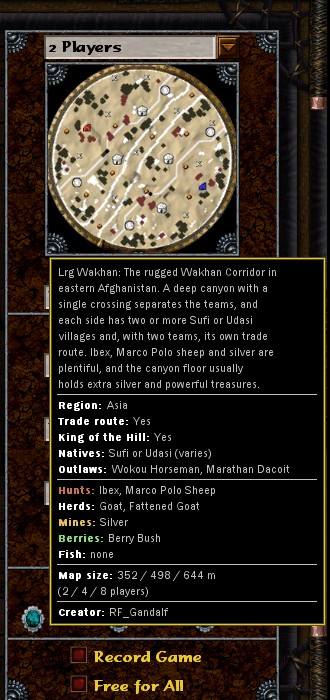 2 Players
Lrg Wakhan: The rugged Wakhan Corridor in
eastern Afghanistan. A deep canyon with a
single crossing separates the teams, and
each side has two or more Sufi or Udasi
villages and, with two teams, its own trade
route. Ibex, Marco Polo sheep and silver are
plentiful, and the canyon floor usually
holds extra silver and powerful treasures.
Region: Asia
Trade route: Yes
King of the Hill: Yes
Natives: Sufi or Udasi (varies)
Outlaws: Wokou Horseman, Marathan Dacoit
Hunts: Ibex, Marco Polo Sheep
Herds: Goat, Fattened Goat
Mines: Silver
Berries: Berry Bush
Fish: none
Map size: 352 / 498 / 644 m
(2 / 4 / 8 players)
Creator: RF_Gandalf
Record Game
Free for All